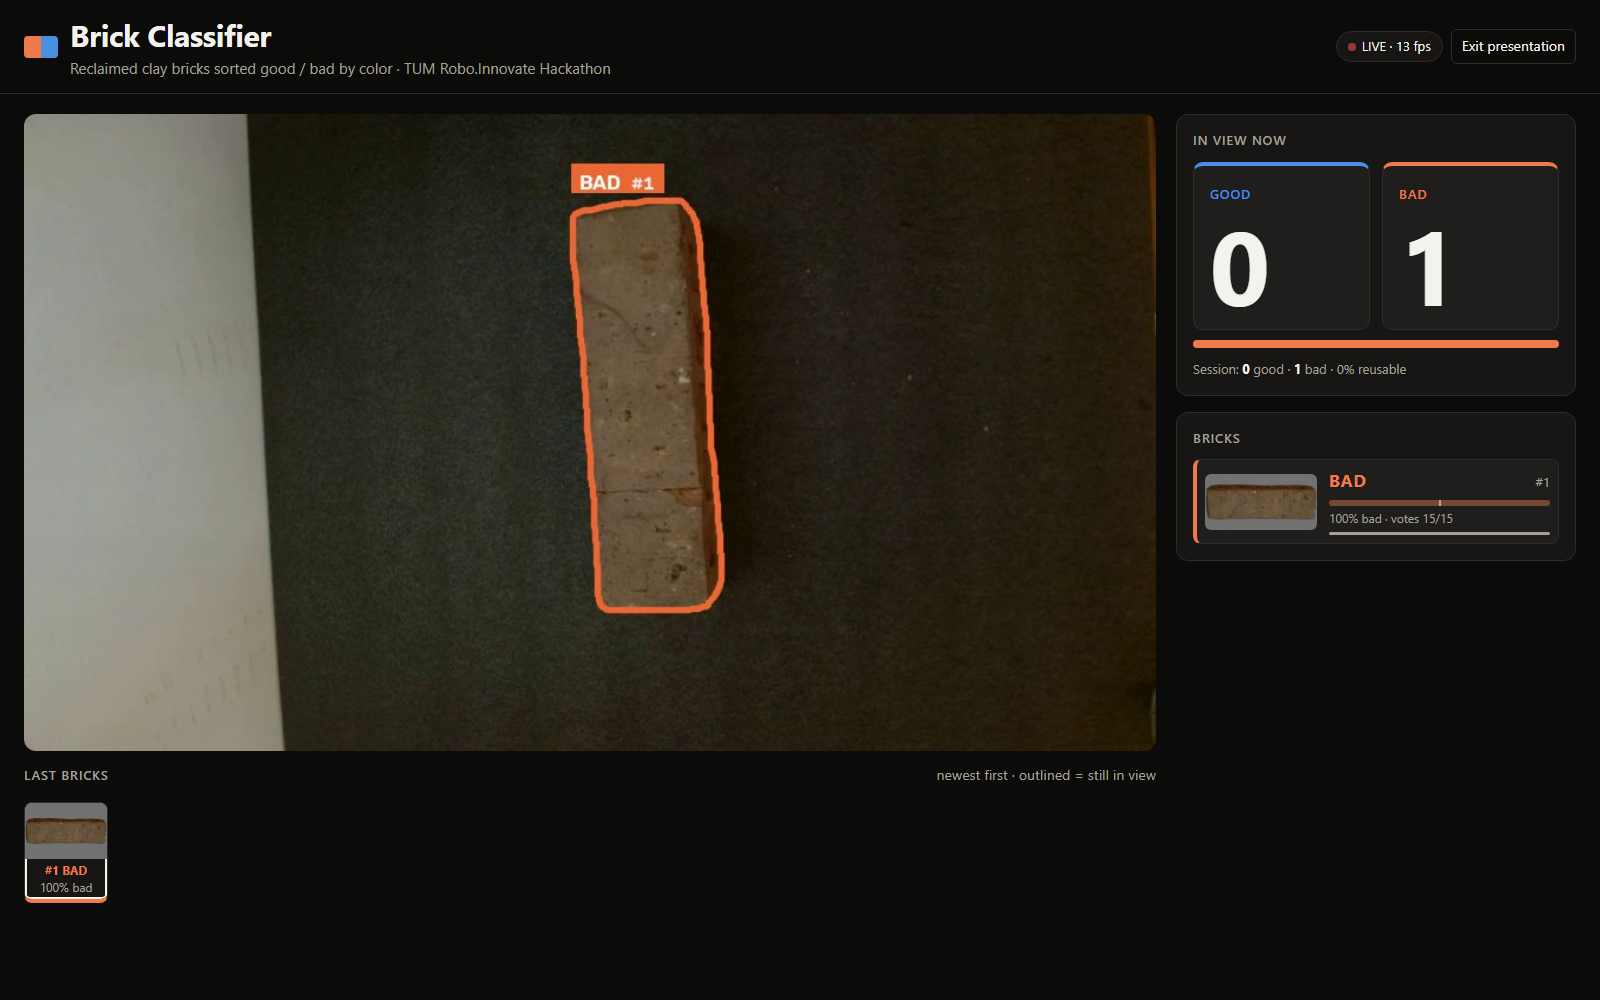 Brick Classifier
Reclaimed clay bricks sorted good / bad by color · TUM Robo.Innovate Hackathon
LIVE · 13 fps
Exit presentation
BAD #1
IN VIEW NOW
GOOD
0
BAD
1
Session: 0 good · 1 bad · 0% reusable
BRICKS
BAD
#1
100% bad · votes 15/15
LAST BRICKS
newest first · outlined = still in view
#1 BAD
100% bad